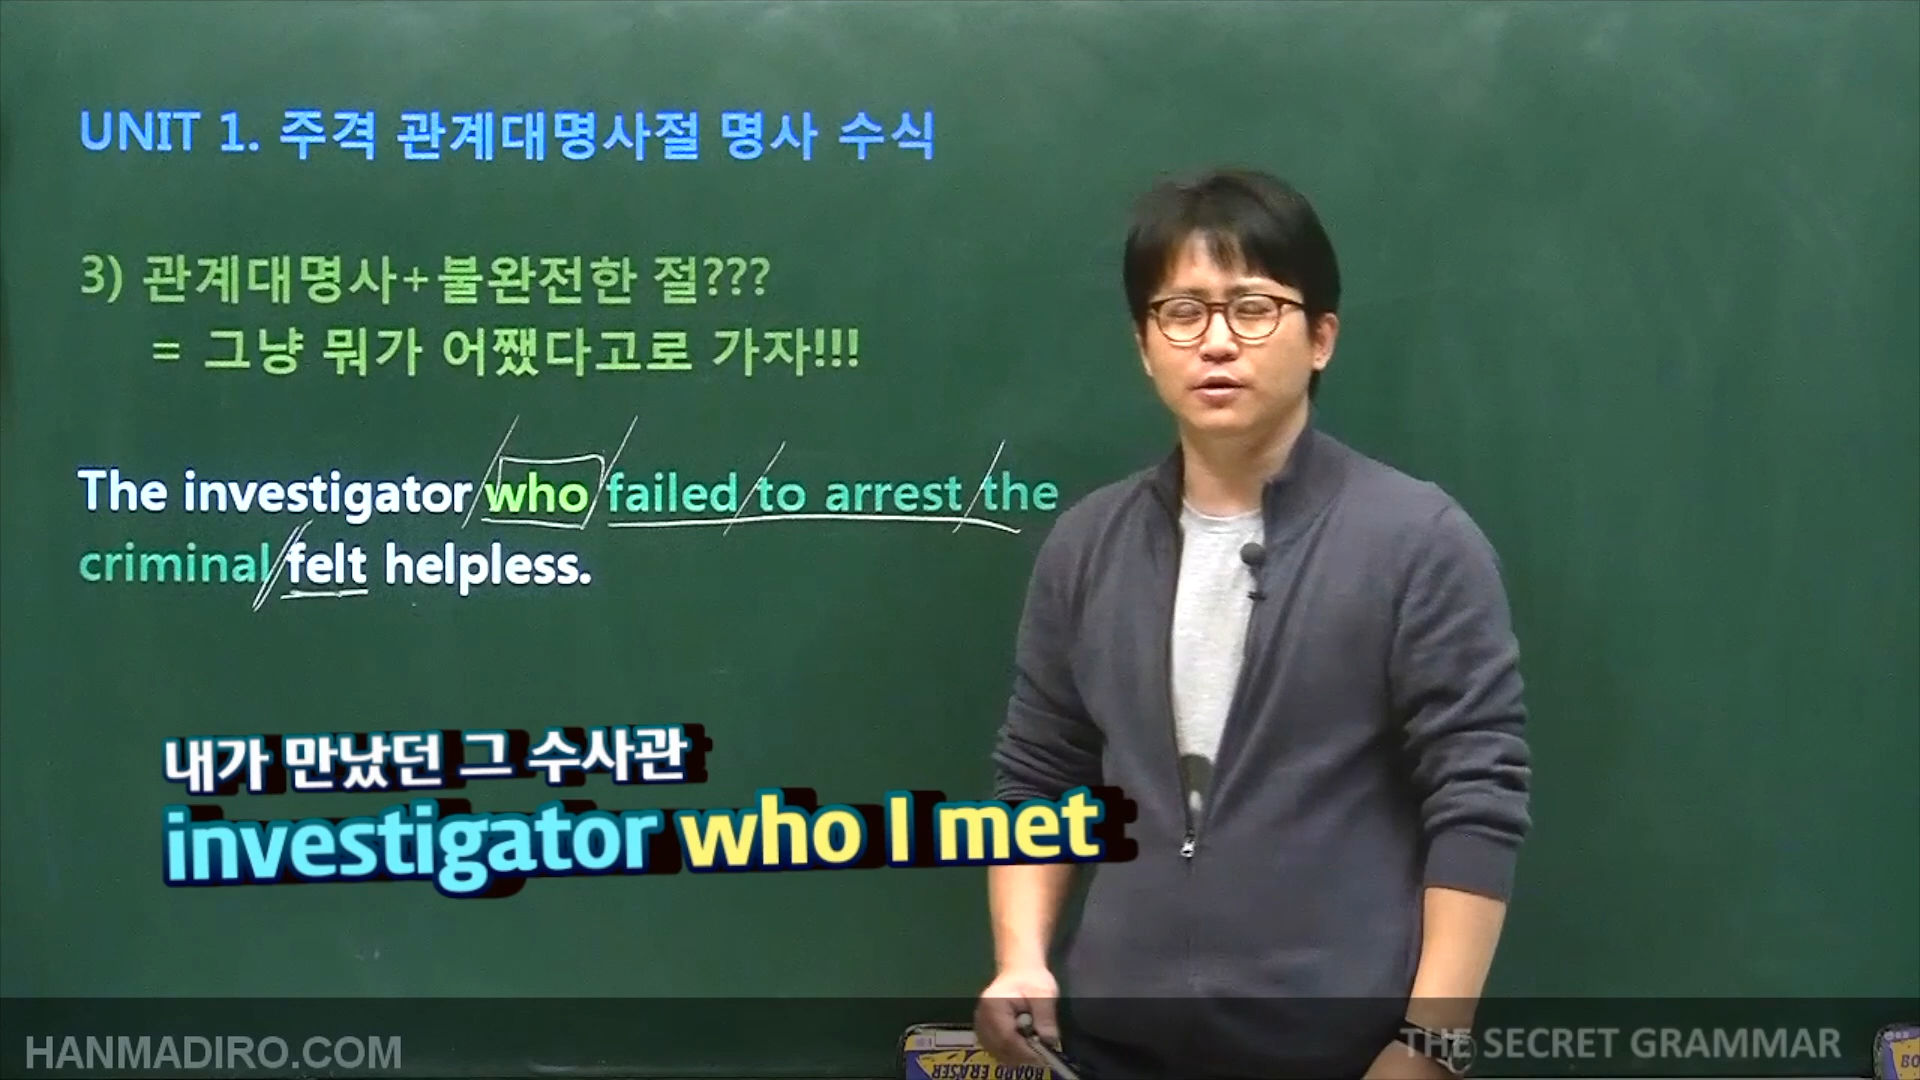 UNIT 1. 주격 관계대명사절 명사 수식
3) 관계대명사+불완전한 절???
= 그냥 뭐가 어쨌다고로 가자!!!
The investigator who failed to arrest the
criminal felt helpless.
내가 만났던 그 수사관
investigator who I met
HANMADIRO.COM
THE SECRET GRAMMAR
BOARD ERASER
BO